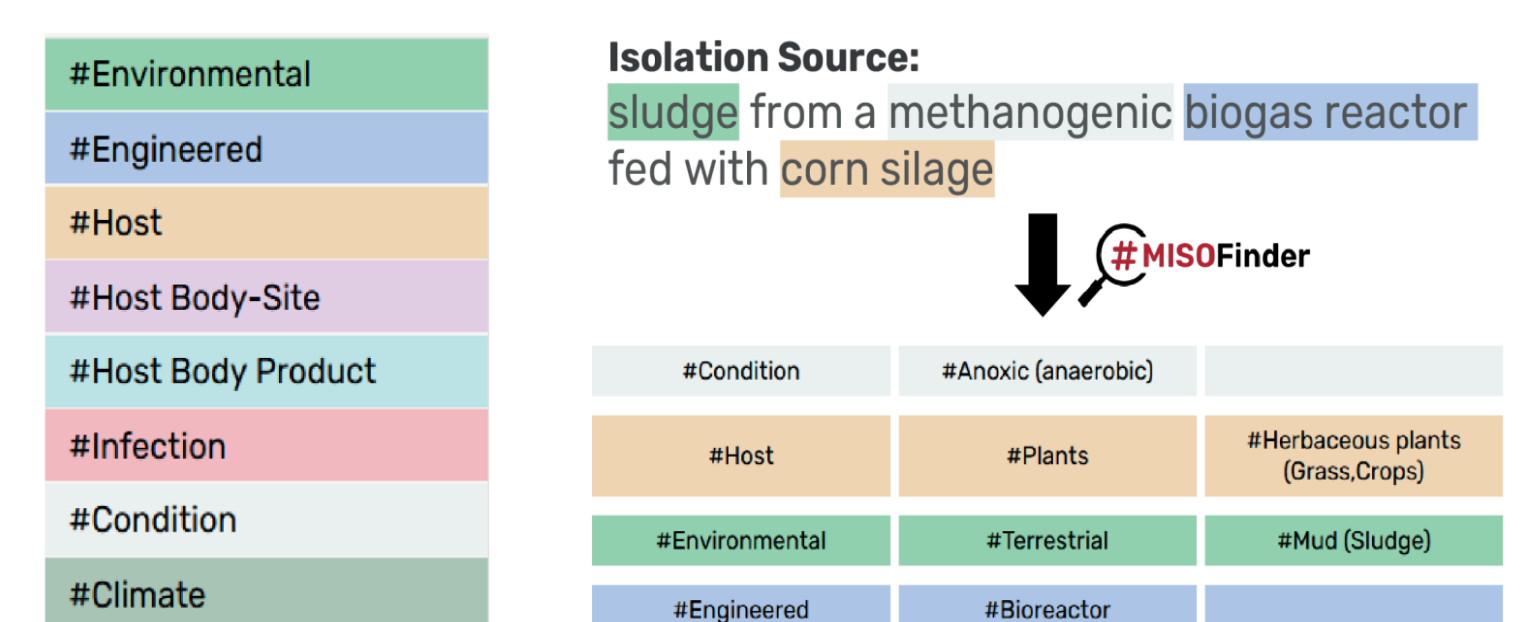 #Environmental
#Engineered
#Host
#Host Body-Site
#Host Body Product
#Infection
#Condition
#Climate
Isolation Source:
sludge from a methanogenic biogas reactor
fed with corn silage
#MISOFinder
#Condition #Anoxic (anaerobic)
#Host #Plants #Herbaceous plants
(Grass,Crops)
#Environmental #Terrestrial #Mud (Sludge)
#Engineered #Bioreactor